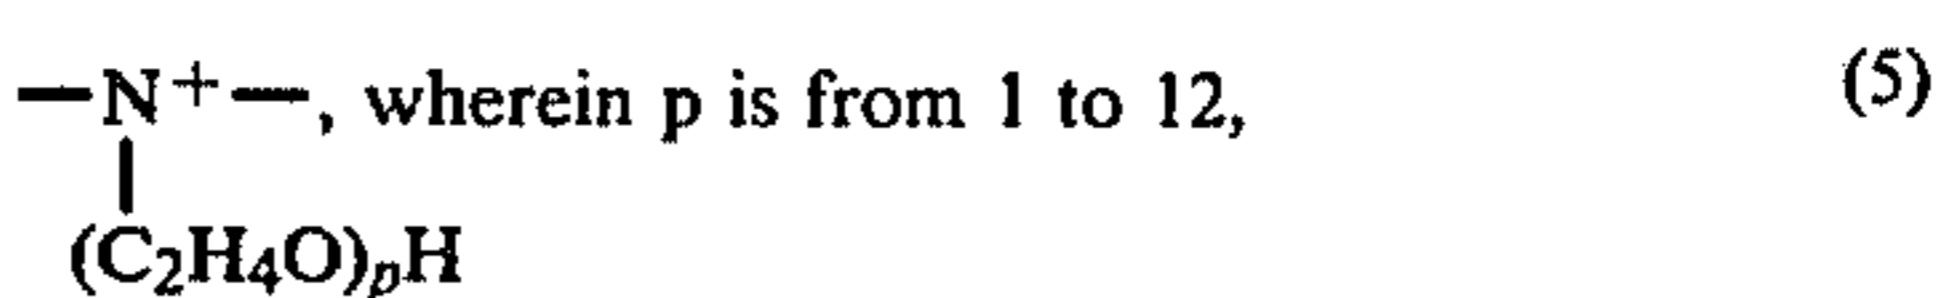 —N⁺—, wherein p is from 1 to 12, (5)
|
(C₂H₄O)ₚH